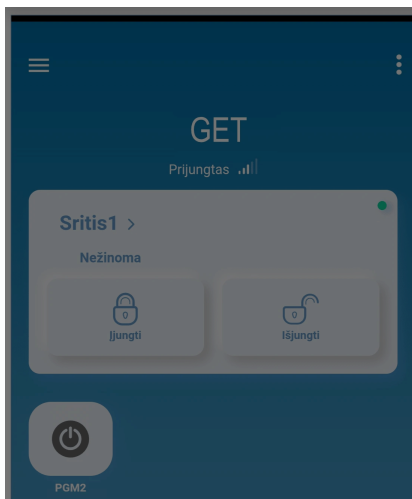 GET
Prijungtas
Sritis1 >
Nežinoma
Įjungti
Išjungti
PGM2